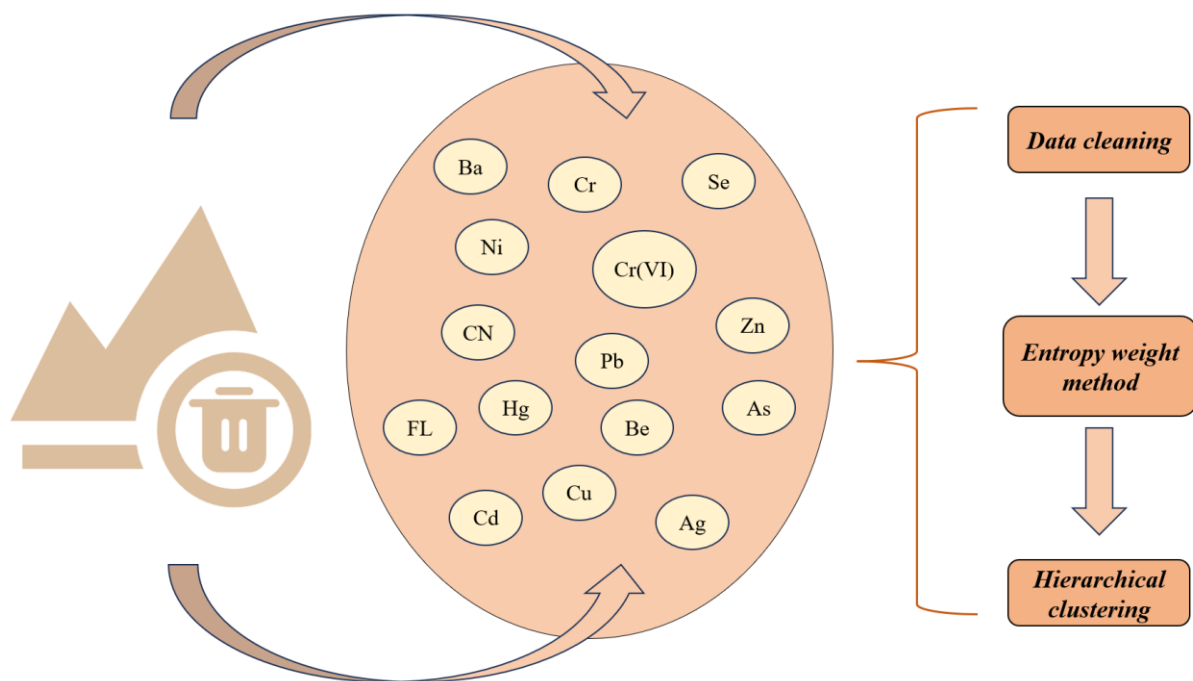 Ba
Cr
Se
Ni
Cr(VI)
CN
Zn
Pb
Hg
As
FL
Be
Cu
Cd
Ag
Data cleaning
Entropy weight
method
Hierarchical
clustering